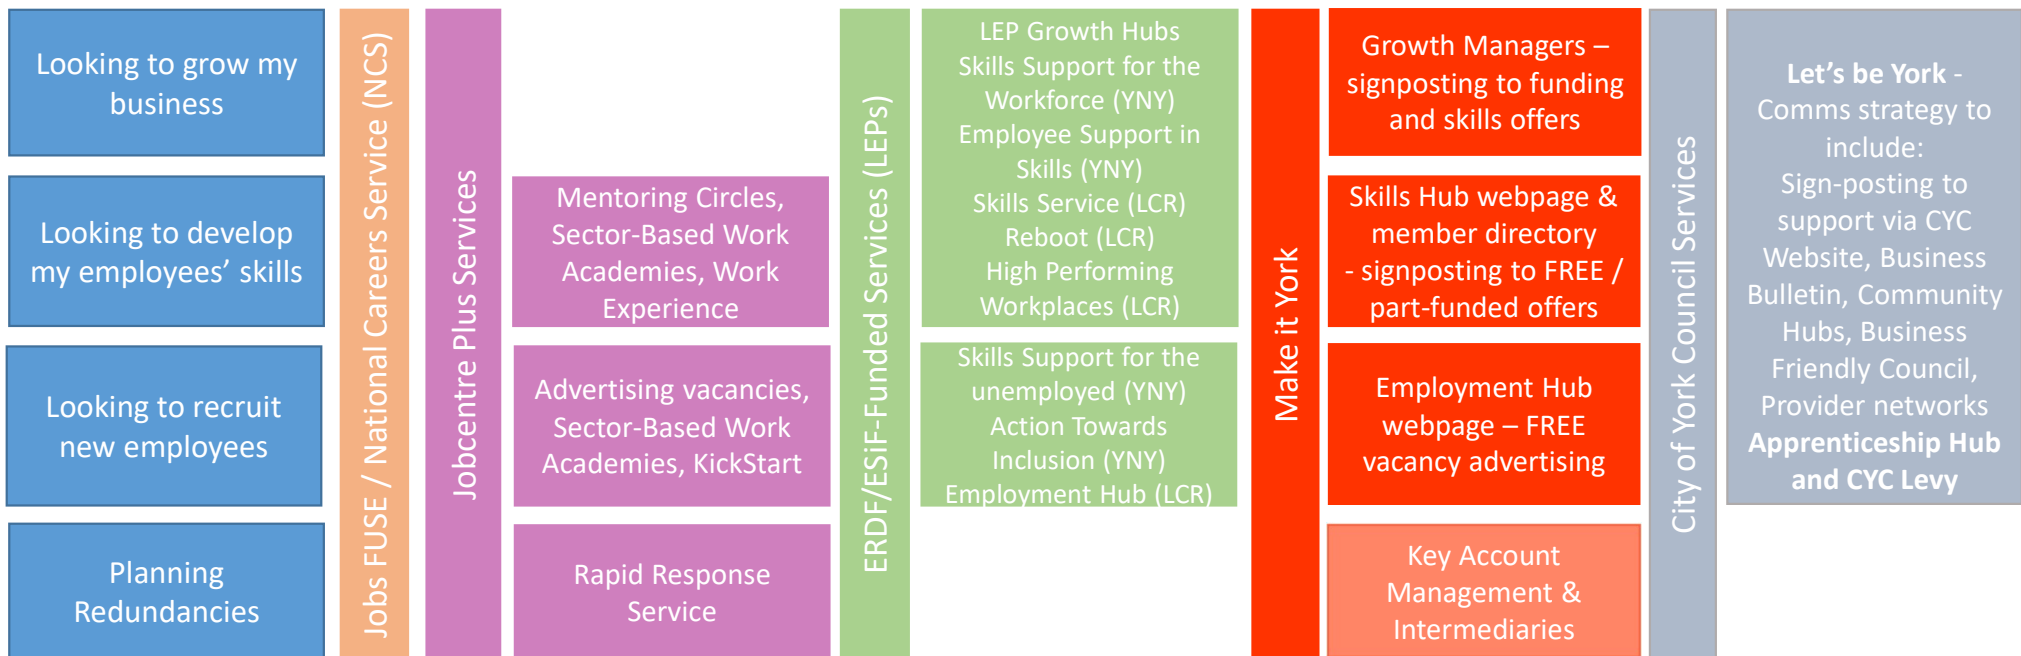 Looking to grow my
business
Looking to develop
my employees’ skills
Looking to recruit
new employees
Planning
Redundancies
Jobs FUSE / National Careers Service (NCS)
Jobcentre Plus Services
Mentoring Circles,
Sector-Based Work
Academies, Work
Experience
Advertising vacancies,
Sector-Based Work
Academies, KickStart
Rapid Response
Service
ERDF/ESiF-Funded Services (LEPs)
LEP Growth Hubs
Skills Support for the
Workforce (YNY)
Employee Support in
Skills (YNY)
Skills Service (LCR)
Reboot (LCR)
High Performing
Workplaces (LCR)
Skills Support for the
unemployed (YNY)
Action Towards
Inclusion (YNY)
Employment Hub (LCR)
Make it York
Growth Managers –
signposting to funding
and skills offers
Skills Hub webpage &
member directory
- signposting to FREE /
part-funded offers
Employment Hub
webpage – FREE
vacancy advertising
Key Account
Management &
Intermediaries
City of York Council Services
Let’s be York -
Comms strategy to
include:
Sign-posting to
support via CYC
Website, Business
Bulletin, Community
Hubs, Business
Friendly Council,
Provider networks
Apprenticeship Hub
and CYC Levy